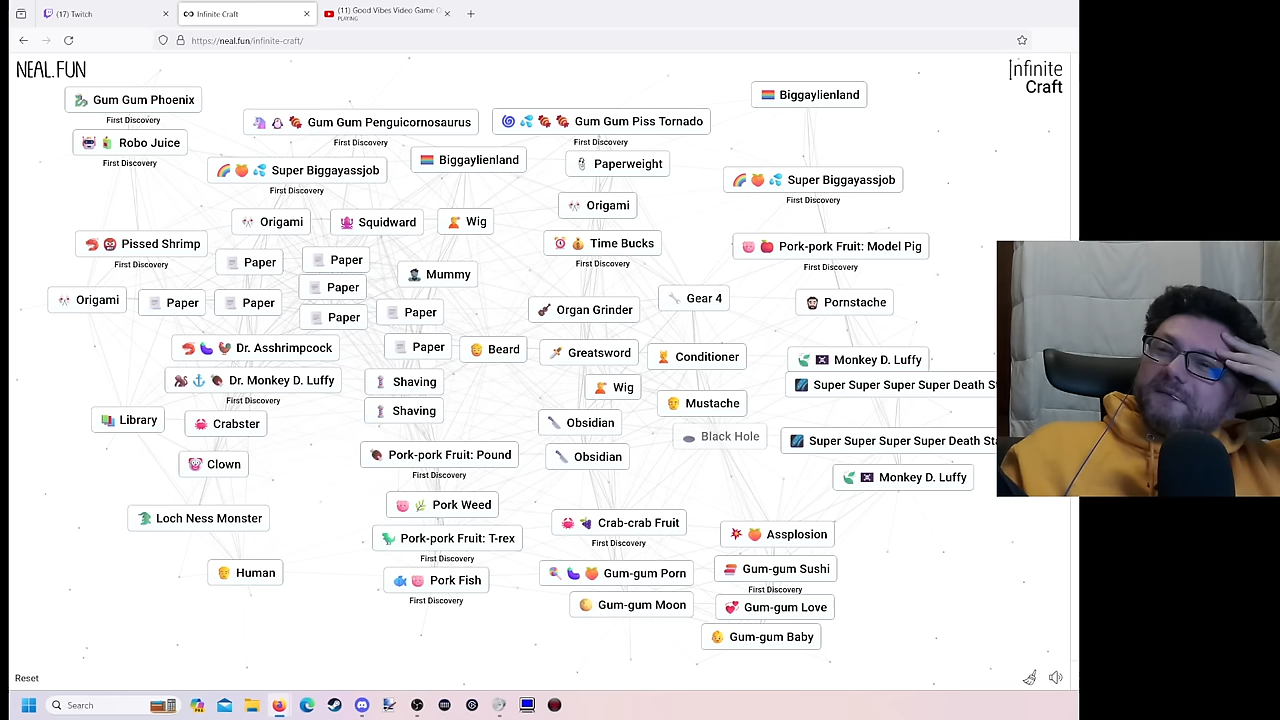 (17) Twitch
Infinite Craft
(11) Good Vibes Video Game
PLAYING
https://neal.fun/infinite-craft/
NEAL.FUN
Infinite
Craft
Gum Gum Phoenix
First Discovery
Robo Juice
First Discovery
Gum Gum Penguicornosaurus
First Discovery
Gum Gum Piss Tornado
First Discovery
Biggaylienland
Super Biggayassjob
First Discovery
Biggaylienland
Paperweight
Super Biggayassjob
First Discovery
Origami
Squidward
Wig
Origami
Pissed Shrimp
First Discovery
Paper
Paper
Time Bucks
First Discovery
Pork-pork Fruit: Model Pig
First Discovery
Mummy
Paper
Origami
Paper
Paper
Paper
Paper
Organ Grinder
Gear 4
Pornstache
Dr. Asshrimpcock
Paper
Beard
Greatsword
Conditioner
Monkey D. Luffy
Dr. Monkey D. Luffy
First Discovery
Shaving
Wig
Super Super Super Super Death St
Library
Crabster
Shaving
Obsidian
Mustache
Black Hole
Super Super Super Super Death Sta
Clown
Pork-pork Fruit: Pound
First Discovery
Obsidian
Monkey D. Luffy
Loch Ness Monster
Pork Weed
Crab-crab Fruit
First Discovery
Assplosion
Pork-pork Fruit: T-rex
First Discovery
Human
Pork Fish
First Discovery
Gum-gum Porn
Gum-gum Sushi
First Discovery
Gum-gum Moon
Gum-gum Love
Gum-gum Baby
Reset
Search